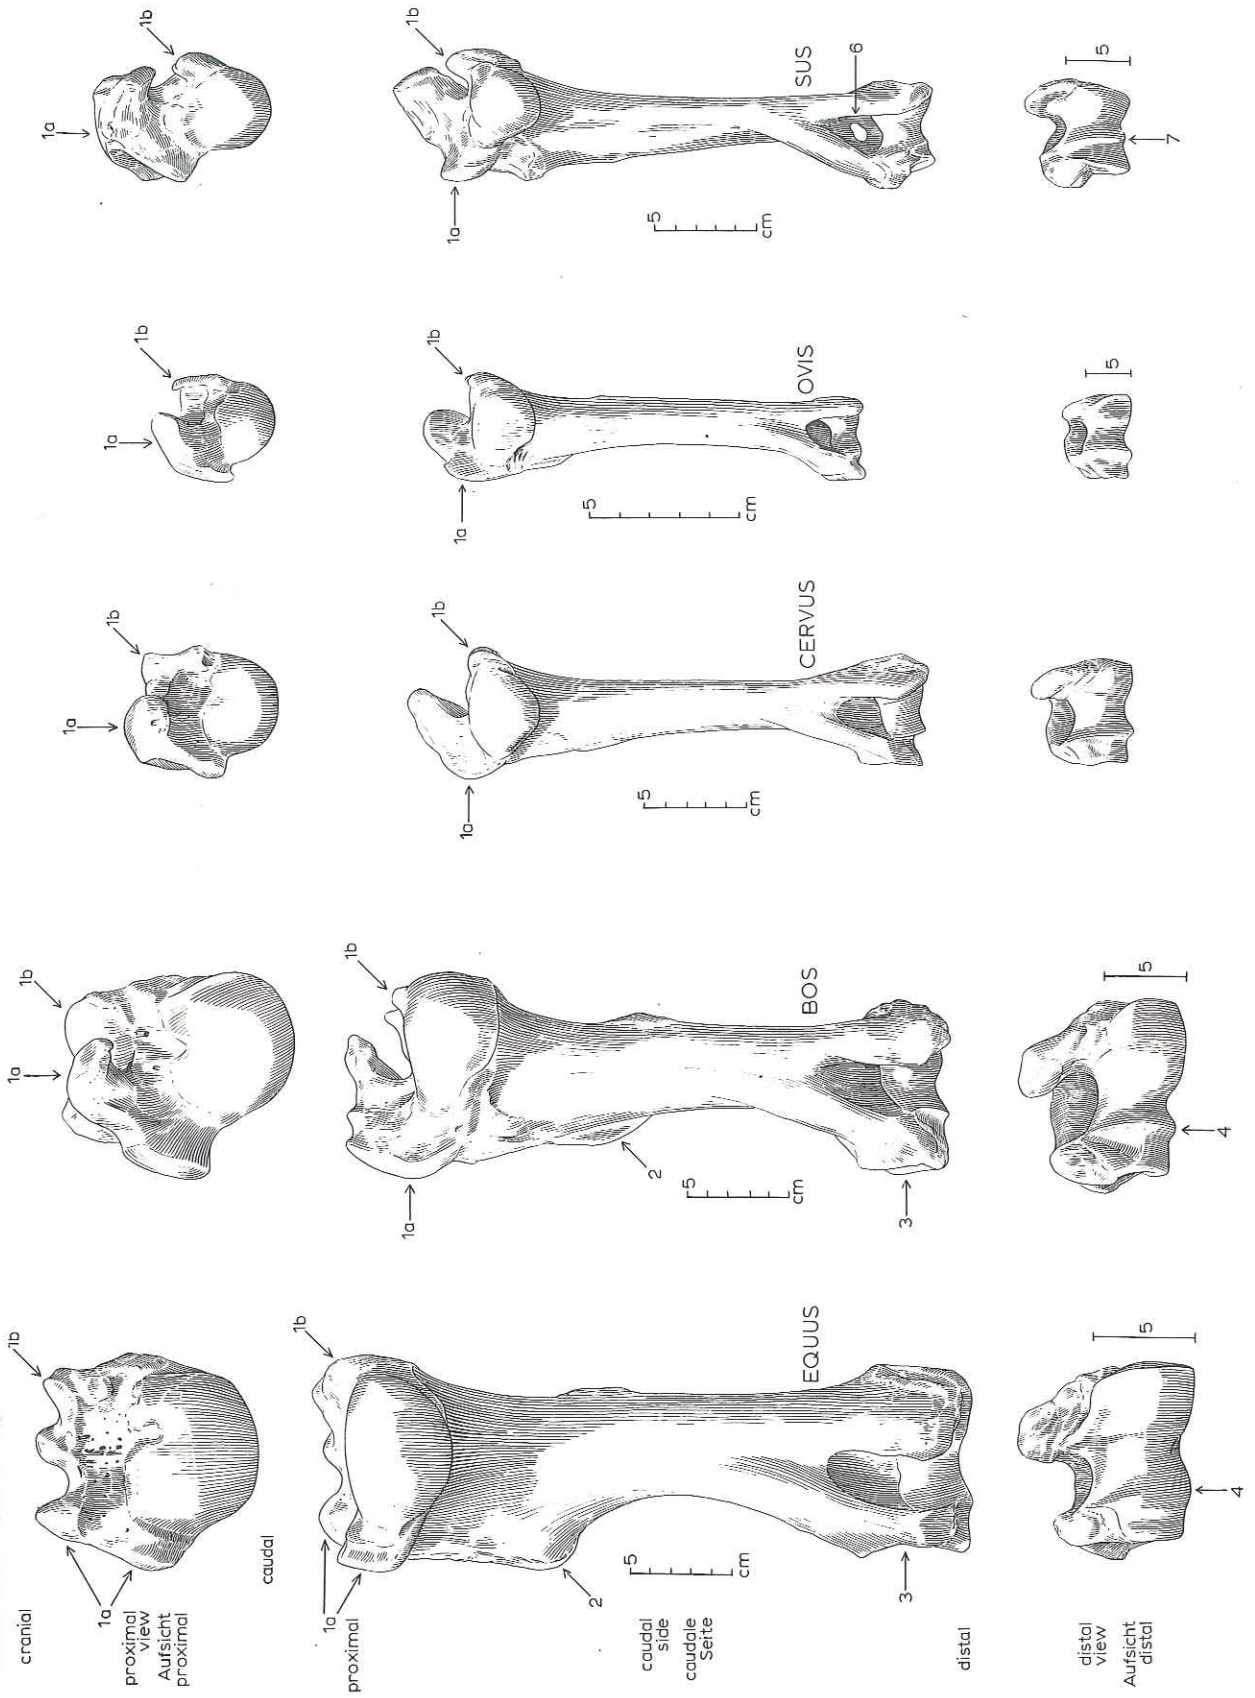 cranial
1b
1a
1b
1a
1b
1a
1b
1a
1b
1a
proximal
view
Aufsicht
proximal
caudal
1a
1b
1a
1b
1a
1b
1a
1b
1a
1b
proximal
2
2
caudal
side
caudale
Seite
5
cm
EQUUS
5
cm
BOS
5
cm
CERVUS
5
cm
OVIS
5
cm
SUS
6
3
3
distal
distal
view
Aufsicht
distal
5
5
5
5
4
4
7